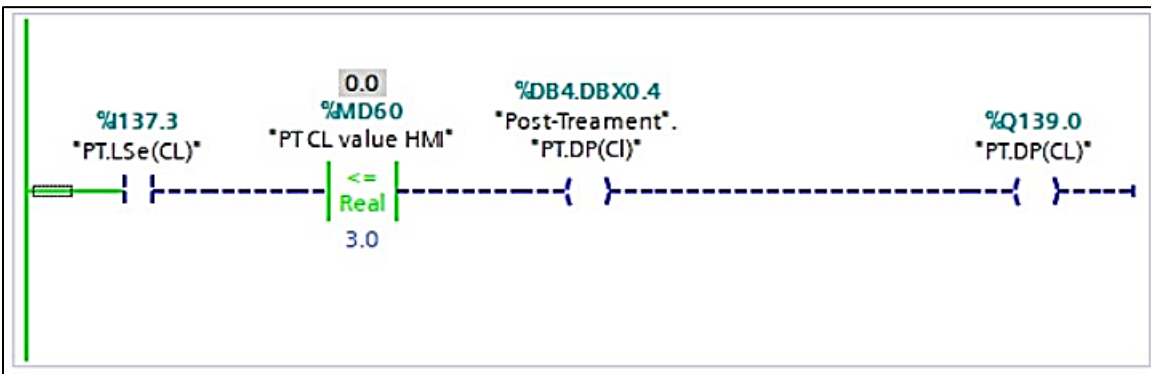 %I137.3
"PT.LSe(CL)"
0.0
%MD60
"PT CL value HMI"
<=
Real
3.0
%DB4.DBX0.4
"Post-Treament".
"PT.DP(Cl)"
%Q139.0
"PT.DP(CL)"